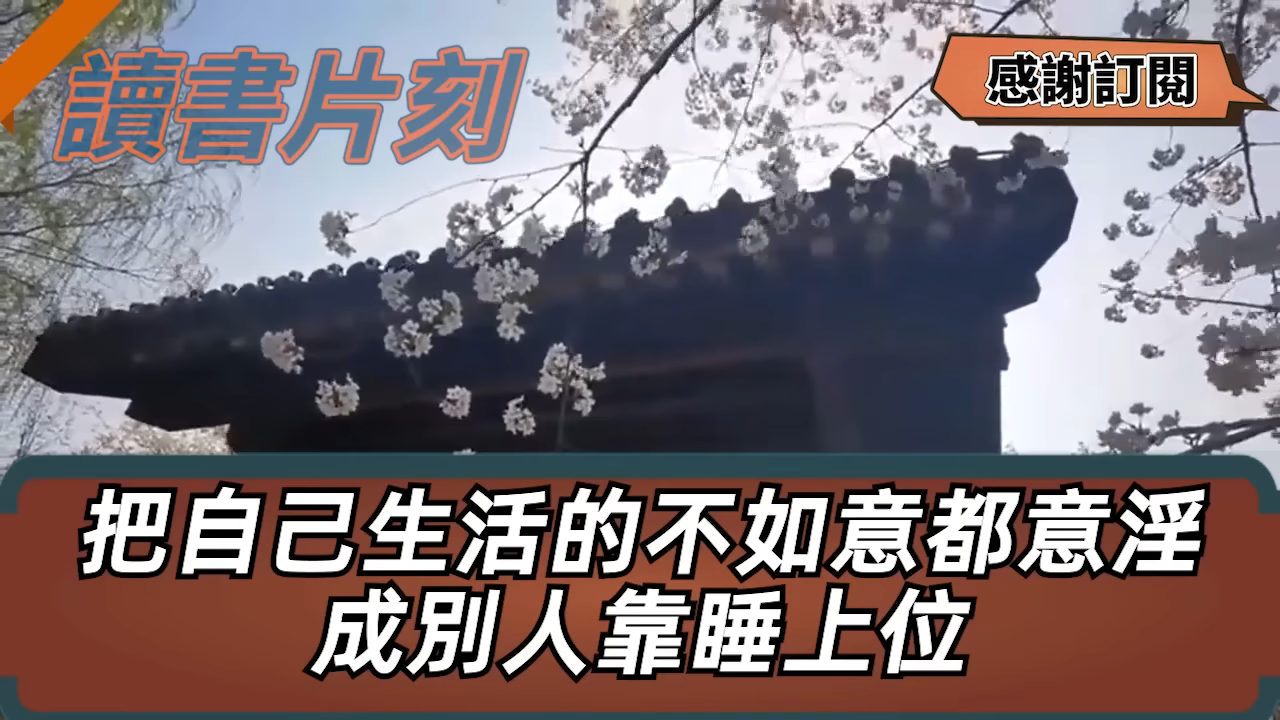 讀書片刻
感謝訂閱
把自己生活的不如意都意淫
成別人靠睡上位